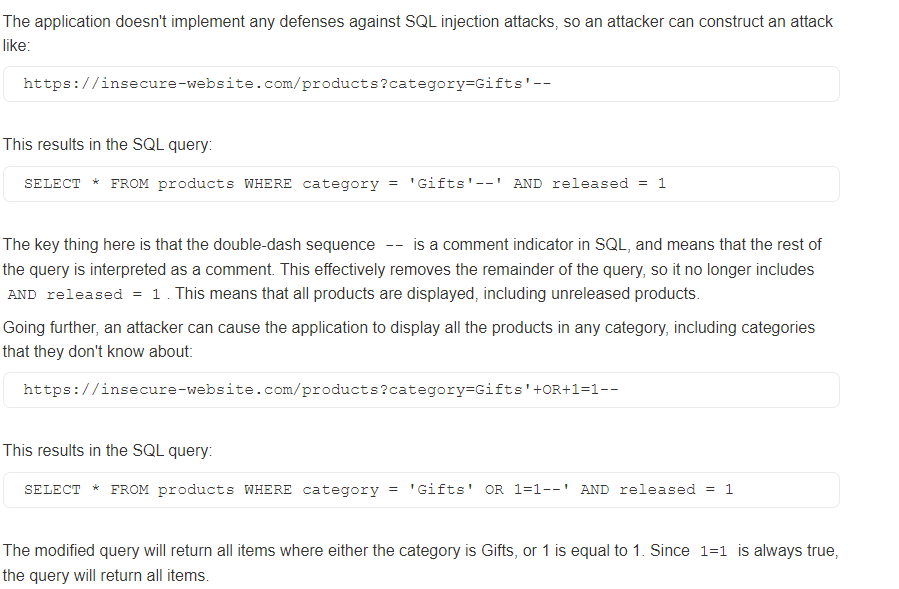 The application doesn't implement any defenses against SQL injection attacks, so an attacker can construct an attack
like:
https://insecure-website.com/products?category=Gifts'--
This results in the SQL query:
SELECT * FROM products WHERE category = 'Gifts'--' AND released = 1
The key thing here is that the double-dash sequence -- is a comment indicator in SQL, and means that the rest of
the query is interpreted as a comment. This effectively removes the remainder of the query, so it no longer includes
AND released = 1 . This means that all products are displayed, including unreleased products.
Going further, an attacker can cause the application to display all the products in any category, including categories
that they don't know about:
https://insecure-website.com/products?category=Gifts'+OR+1=1--
This results in the SQL query:
SELECT * FROM products WHERE category = 'Gifts' OR 1=1--' AND released = 1
The modified query will return all items where either the category is Gifts, or 1 is equal to 1. Since 1=1 is always true,
the query will return all items.